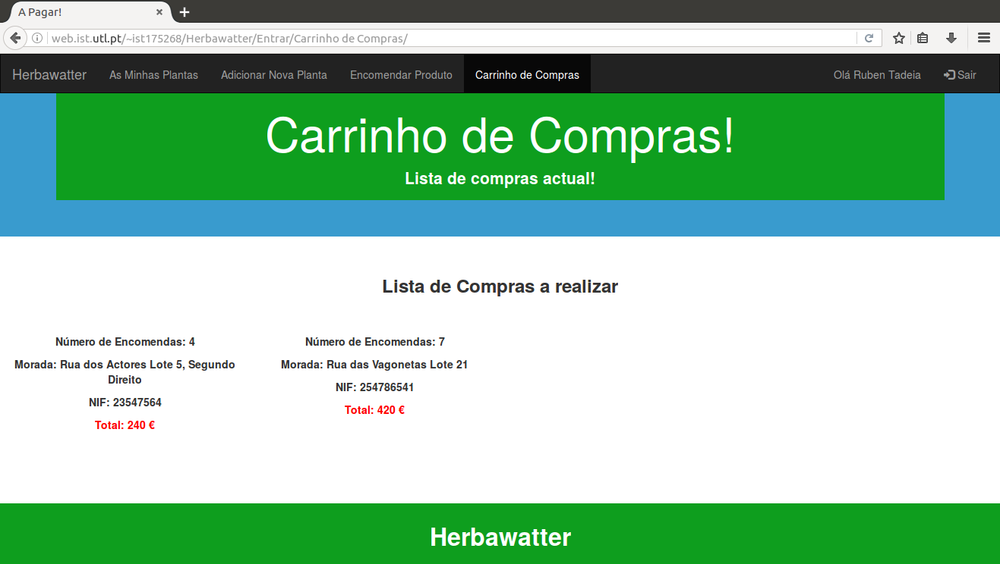 A Pagar!
web.ist.utl.pt/~ist175268/Herbawatter/Entrar/Carrinho de Compras/
Herbawatter As Minhas Plantas Adicionar Nova Planta Encomendar Produto Carrinho de Compras Olá Ruben Tadeia Sair
Carrinho de Compras!
Lista de compras actual!
Lista de Compras a realizar
Número de Encomendas: 4
Morada: Rua dos Actores Lote 5, Segundo
Direito
NIF: 23547564
Total: 240 €
Número de Encomendas: 7
Morada: Rua das Vagonetas Lote 21
NIF: 254786541
Total: 420 €
Herbawatter